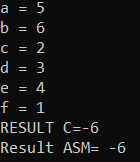 a = 5
b = 6
c = 2
d = 3
e = 4
f = 1
RESULT C=-6
Result ASM= -6